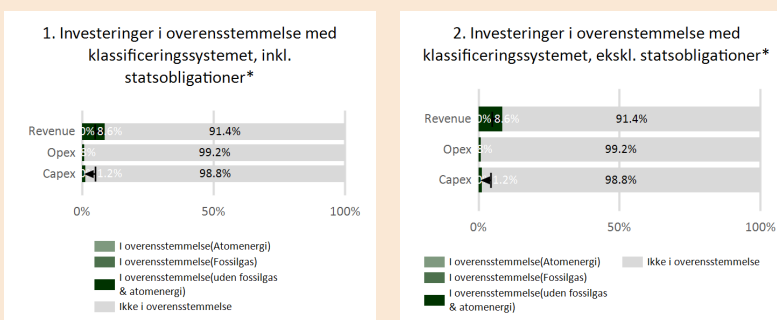 1. Investeringer i overensstemmelse med
klassificeringssystemet, inkl.
statsobligationer*
Revenue 0% 8.6% 91.4%
Opex 99.2%
Capex 1.2% 98.8%
0% 50% 100%
I overensstemmelse(Atomenergi)
I overensstemmelse(Fossilgas)
I overensstemmelse(uden fossilgas
& atomenergi)
Ikke i overensstemmelse
2. Investeringer i overenstemmelse med
klassificeringssystemet, ekskl. statsobligationer*
Revenue 0% 8.6% 91.4%
Opex 99.2%
Capex 1.2% 98.8%
0% 50% 100%
I overensstemmelse(Atomenergi) Ikke i overensstemmelse
I overensstemmelse(Fossilgas)
I overensstemmelse(uden fossilgas
& atomenergi)